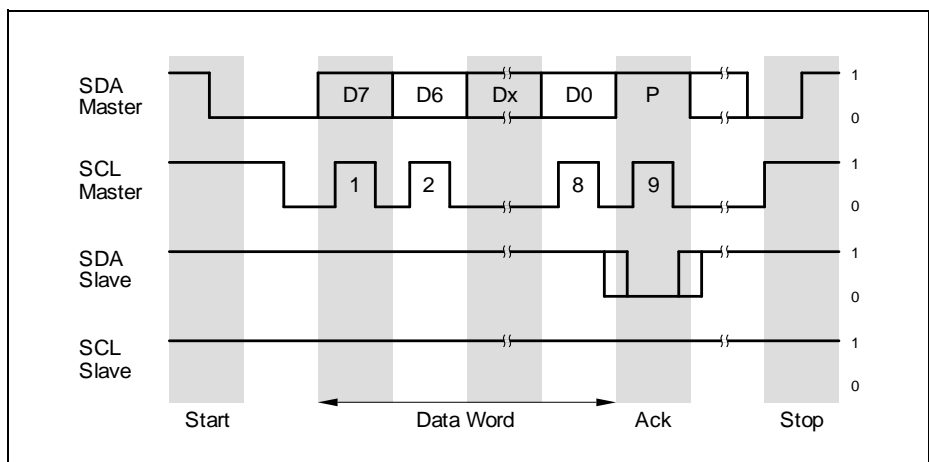 SDA Master D7 D6 Dx D0 P 1 0
SCL Master 1 2 8 9 1 0
SDA Slave 1 0
SCL Slave 1 0
Start Data Word Ack Stop